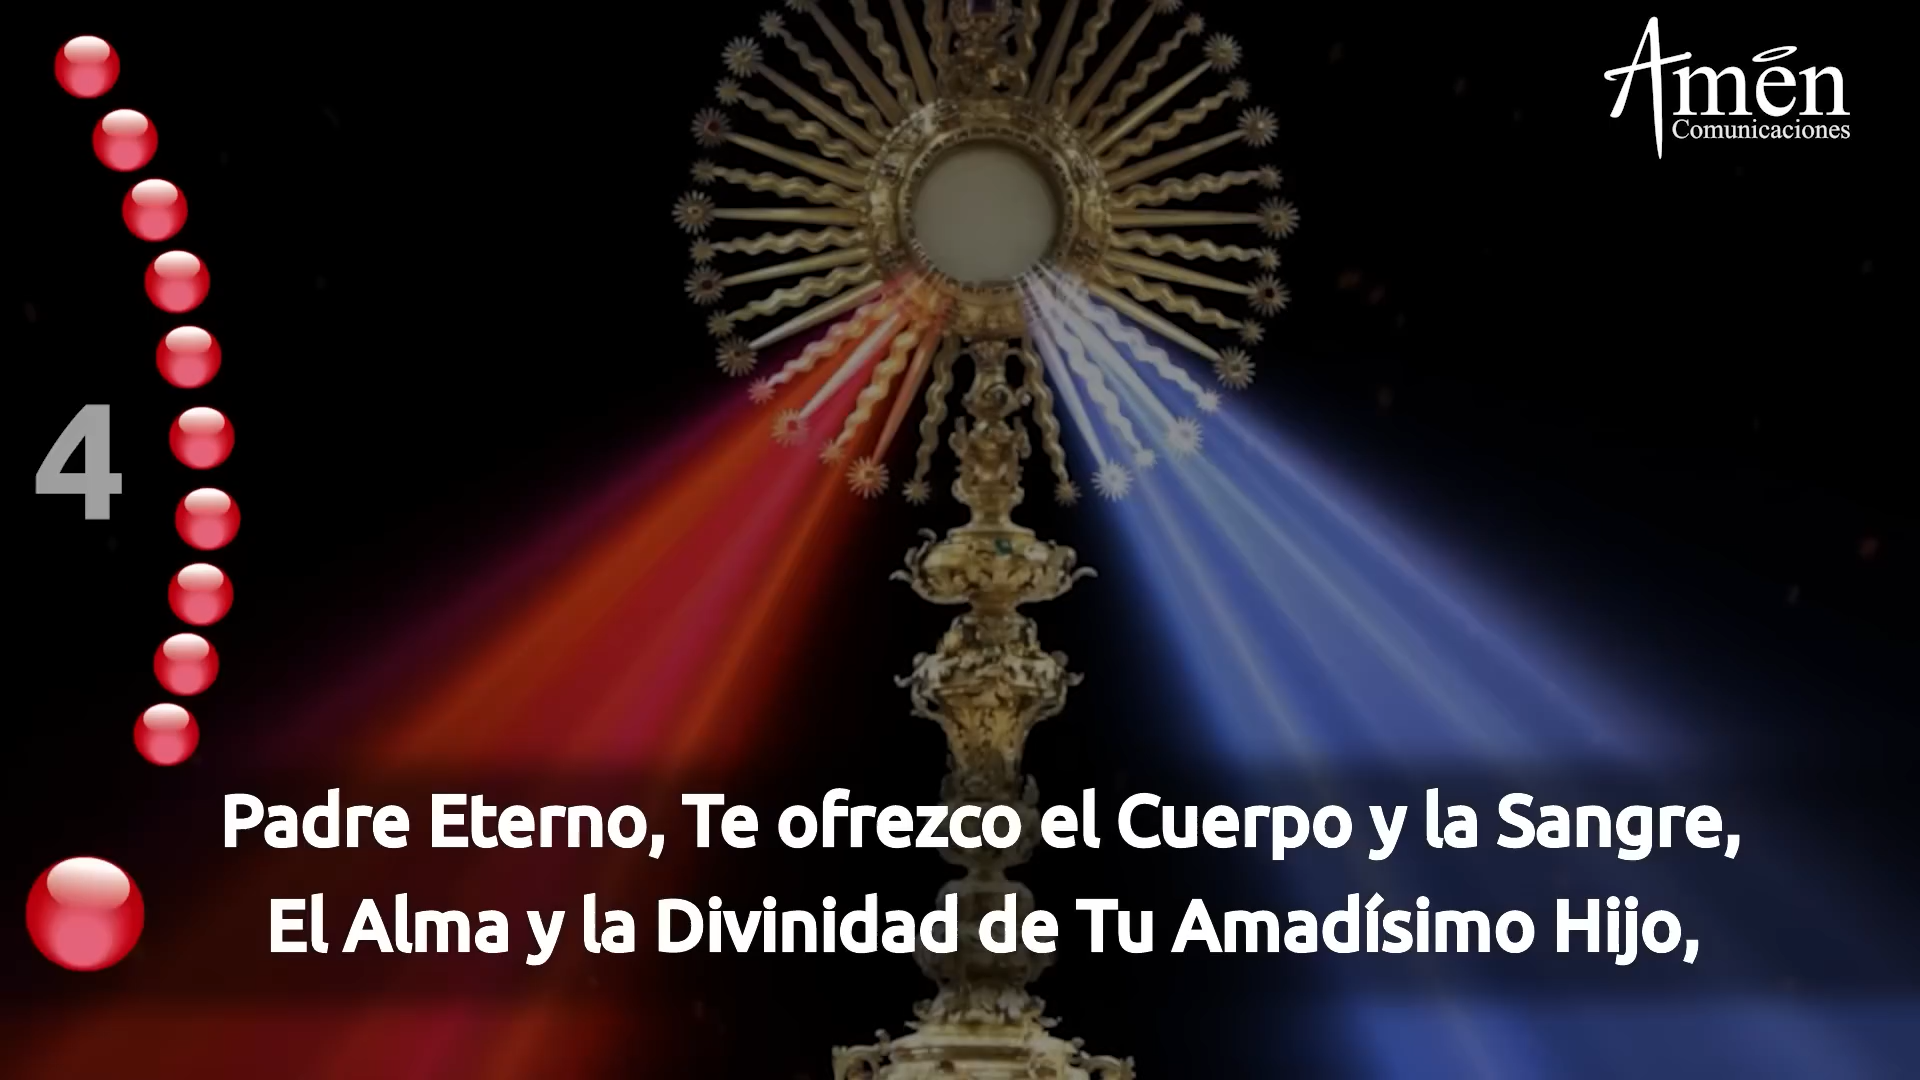 Amén
Comunicaciones
4
Padre Eterno, Te ofrezco el Cuerpo y la Sangre,
El Alma y la Divinidad de Tu Amadísimo Hijo,